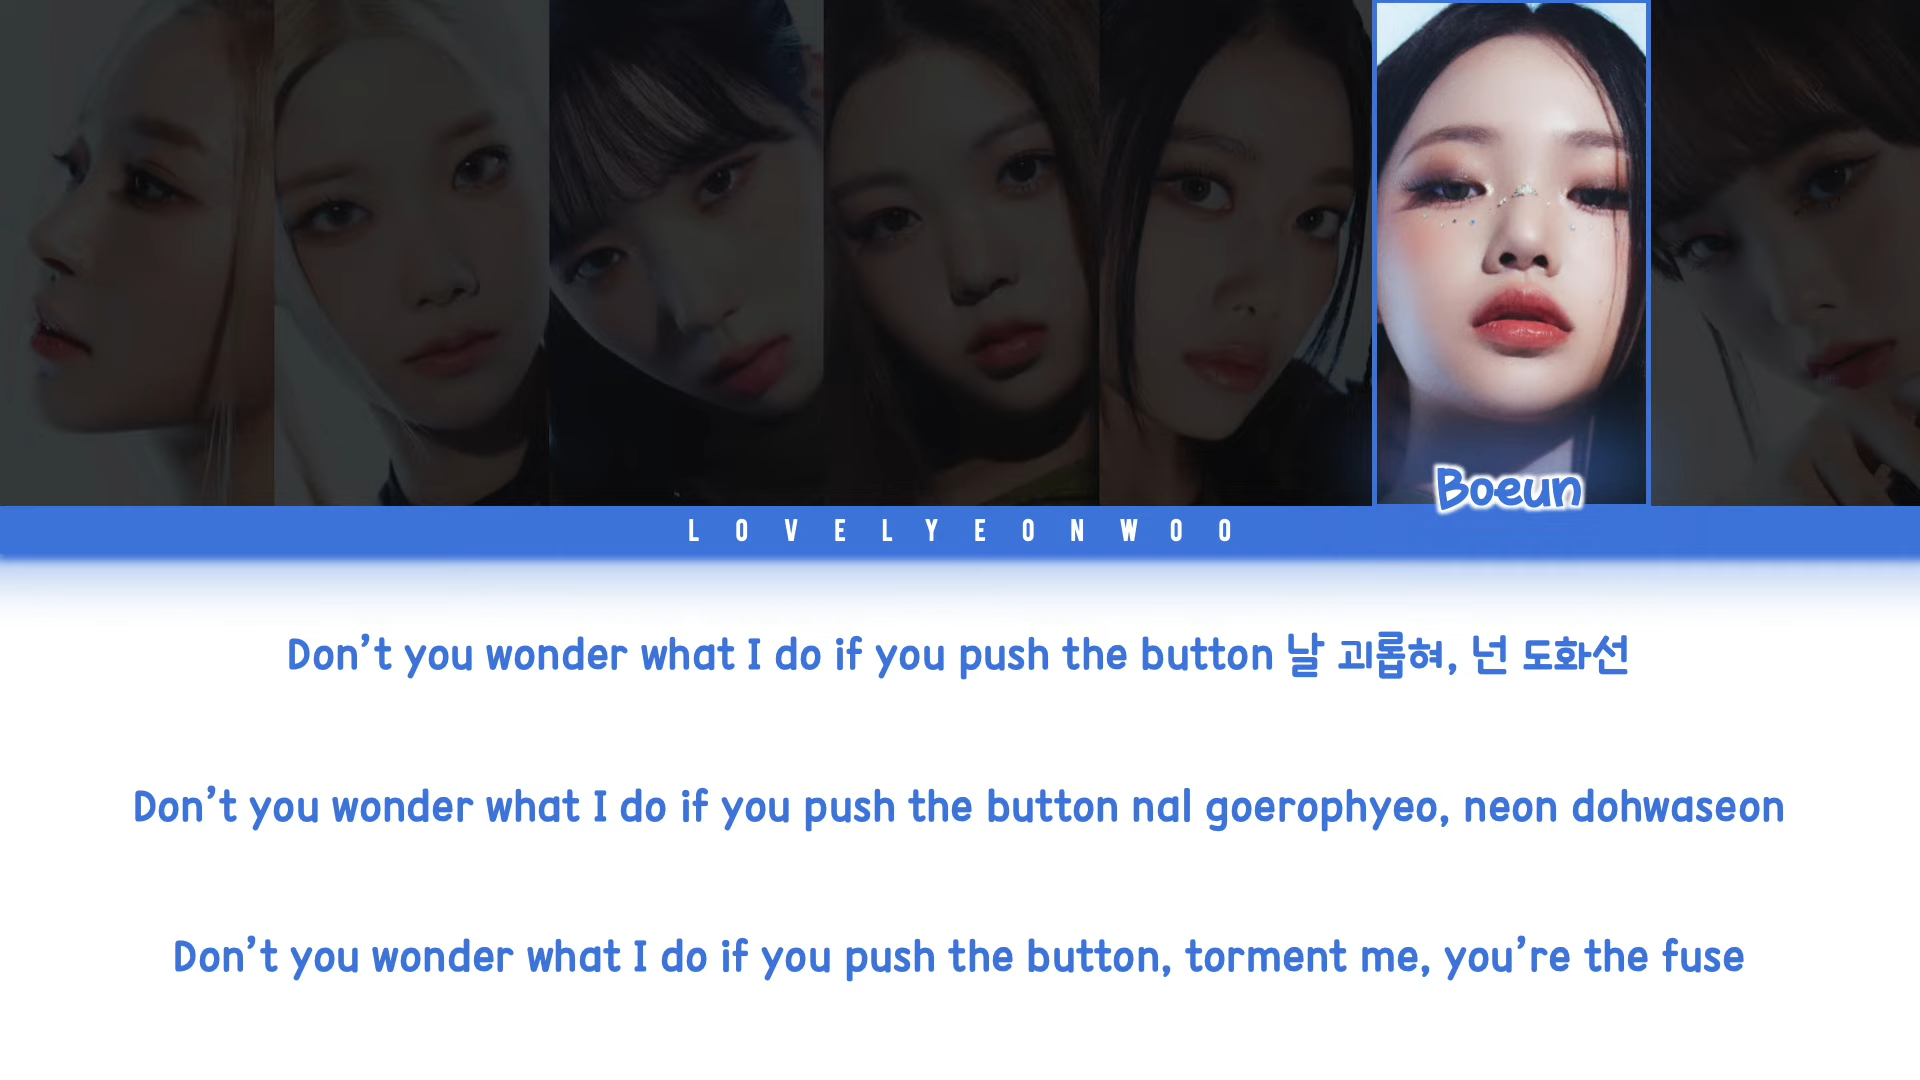 Boeun
LOVELYEONWOO
Don’t you wonder what I do if you push the button 날 괴롭혀, 넌 도화선
Don’t you wonder what I do if you push the button nal goerophyeo, neon dohwaseon
Don’t you wonder what I do if you push the button, torment me, you’re the fuse